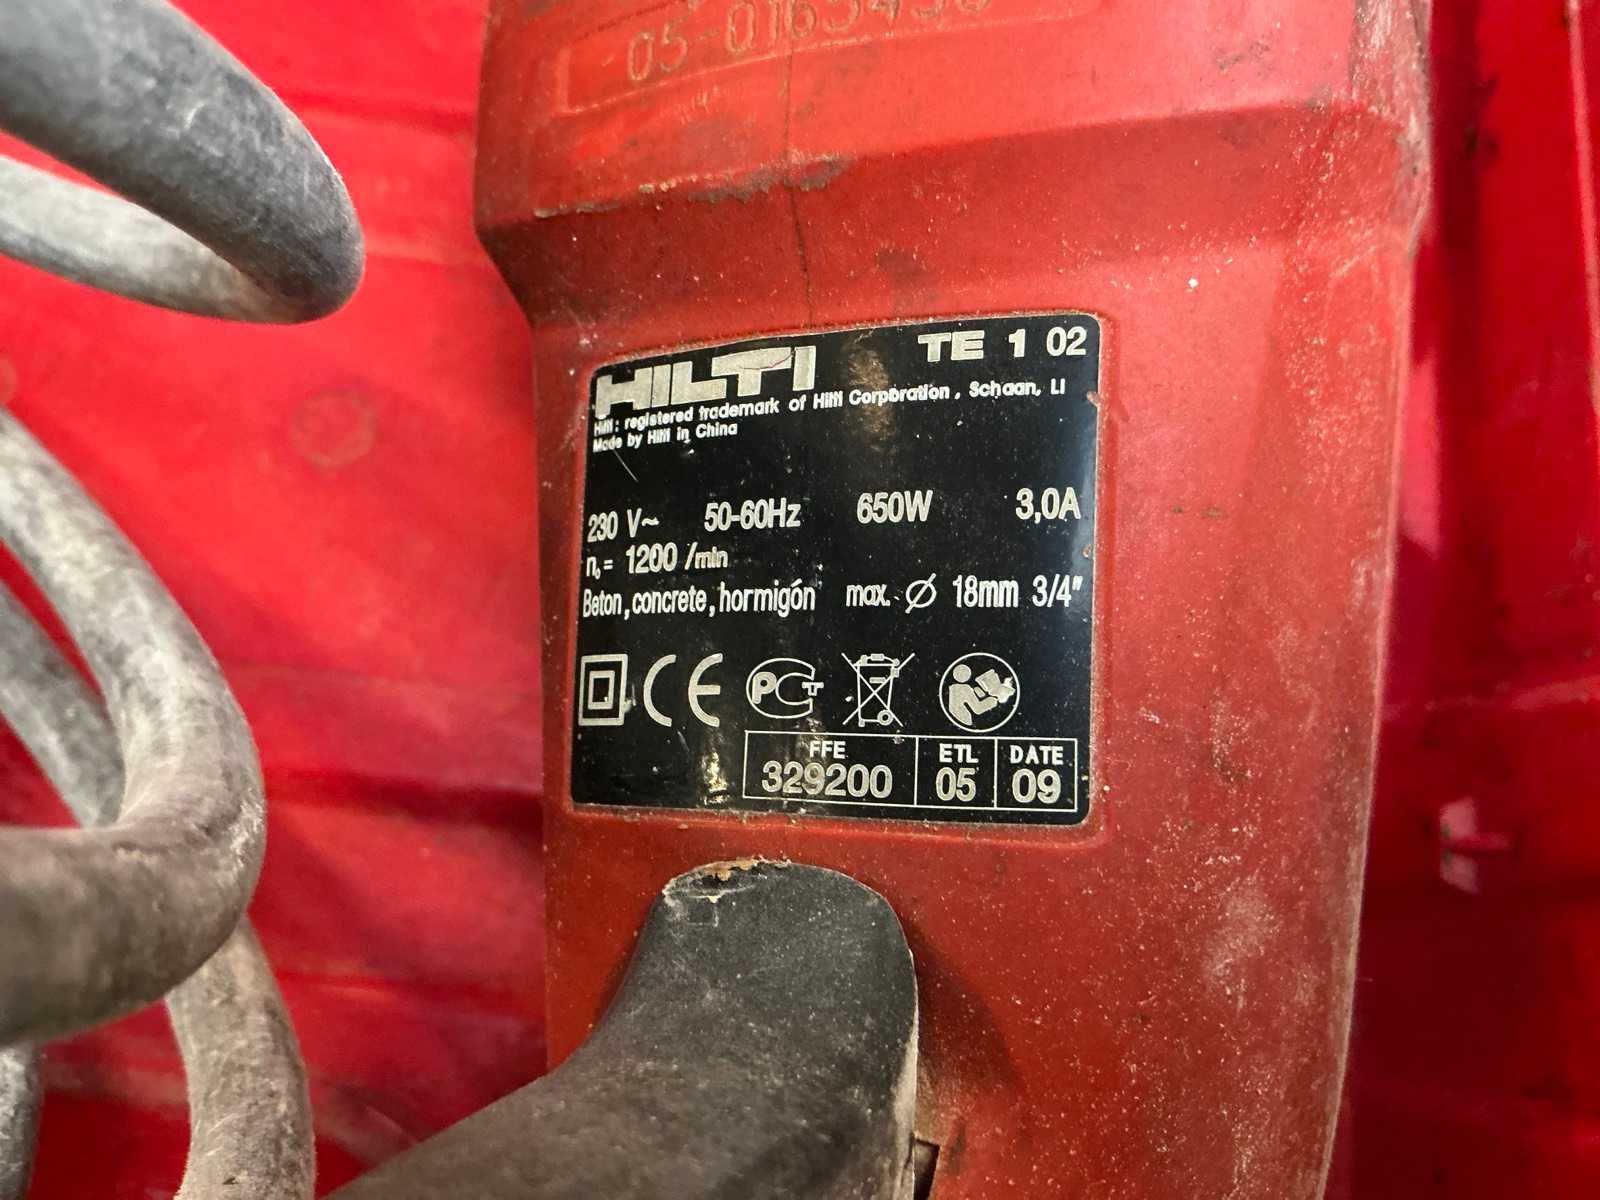 HILTI TE 1 02
Hilti: registered trademark of Hilti Corporation, Schaan, LI
Made by Hilti in China
230 V~ 50-60Hz 650W 3,0A
n₀= 1200 /min
Beton, concrete, hormigón max. Ø 18mm 3/4"
CE PCT
FFE ETL DATE
329200 05 09